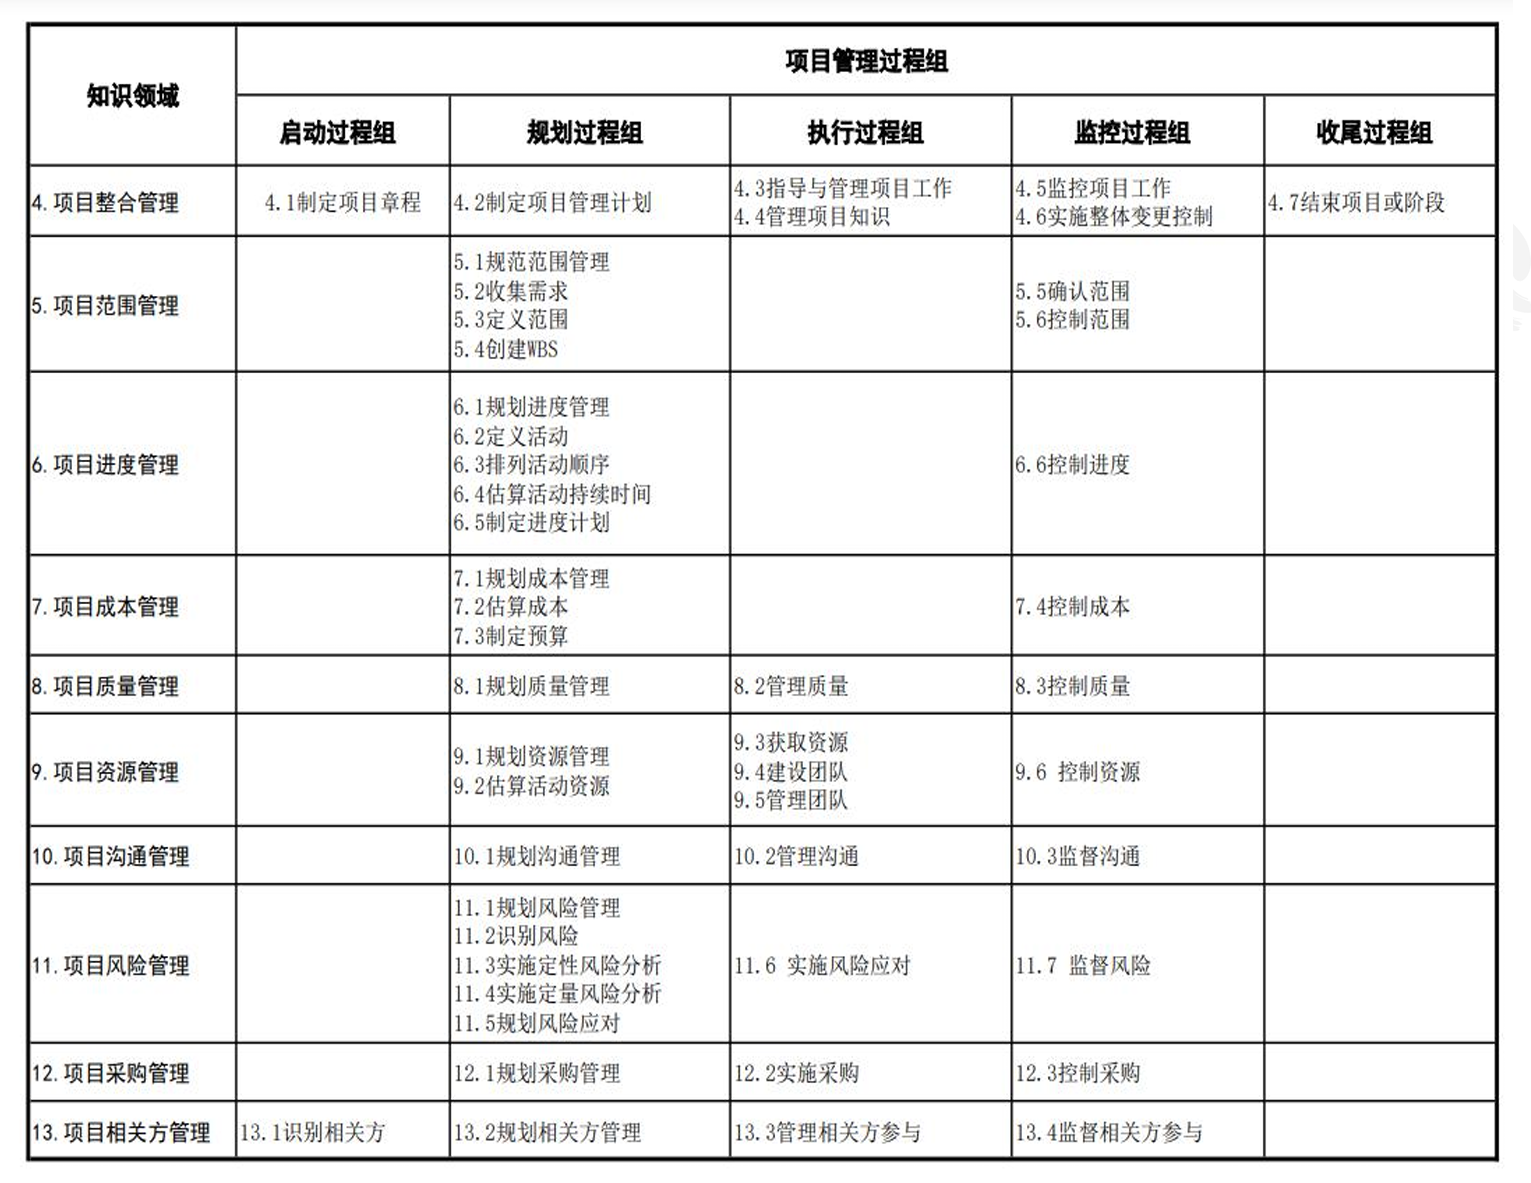 知识领域
项目管理过程组
启动过程组
规划过程组
执行过程组
监控过程组
收尾过程组
4.项目整合管理
4.1制定项目章程
4.2制定项目管理计划
4.3指导与管理项目工作
4.4管理项目知识
4.5监控项目工作
4.6实施整体变更控制
4.7结束项目或阶段
5.项目范围管理
5.1规范范围管理
5.2收集需求
5.3定义范围
5.4创建WBS
5.5确认范围
5.6控制范围
6.项目进度管理
6.1规划进度管理
6.2定义活动
6.3排列活动顺序
6.4估算活动持续时间
6.5制定进度计划
6.6控制进度
7.项目成本管理
7.1规划成本管理
7.2估算成本
7.3制定预算
7.4控制成本
8.项目质量管理
8.1规划质量管理
8.2管理质量
8.3控制质量
9.项目资源管理
9.1规划资源管理
9.2估算活动资源
9.3获取资源
9.4建设团队
9.5管理团队
9.6 控制资源
10.项目沟通管理
10.1规划沟通管理
10.2管理沟通
10.3监督沟通
11.项目风险管理
11.1规划风险管理
11.2识别风险
11.3实施定性风险分析
11.4实施定量风险分析
11.5规划风险应对
11.6 实施风险应对
11.7 监督风险
12.项目采购管理
12.1规划采购管理
12.2实施采购
12.3控制采购
13.项目相关方管理
13.1识别相关方
13.2规划相关方管理
13.3管理相关方参与
13.4监督相关方参与